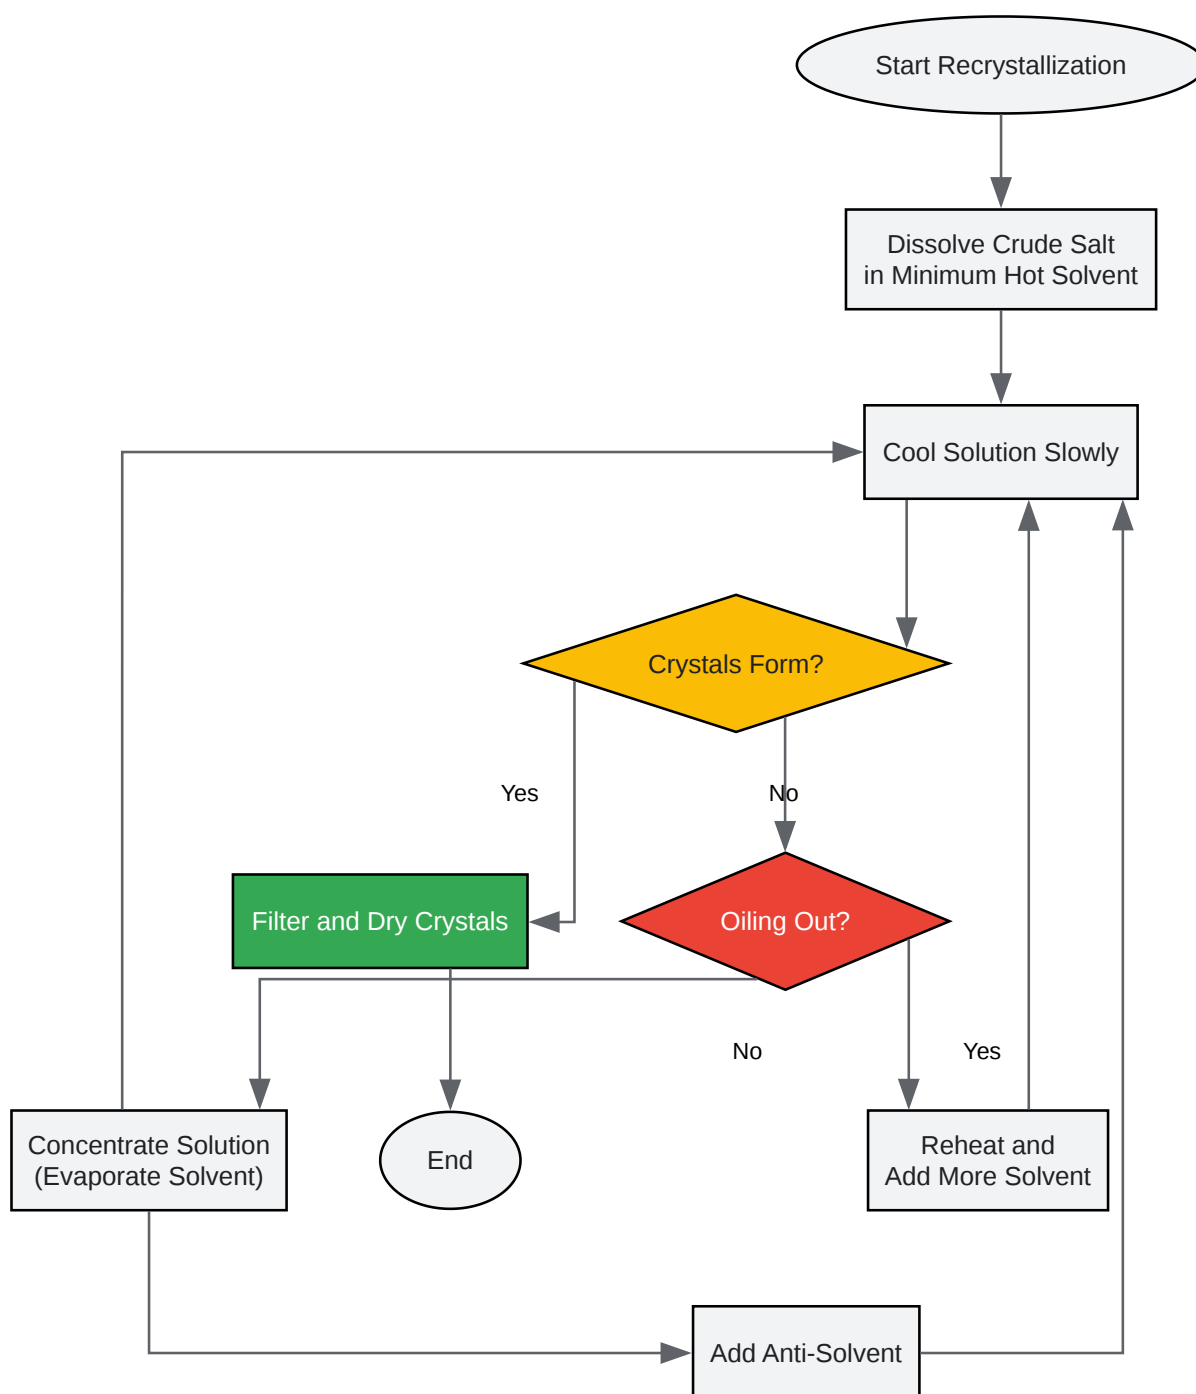 Start Recrystallization
Dissolve Crude Salt
in Minimum Hot Solvent
Cool Solution Slowly
Crystals Form?
Yes
No
Filter and Dry Crystals
Oiling Out?
No
Yes
Concentrate Solution
(Evaporate Solvent)
End
Reheat and
Add More Solvent
Add Anti-Solvent